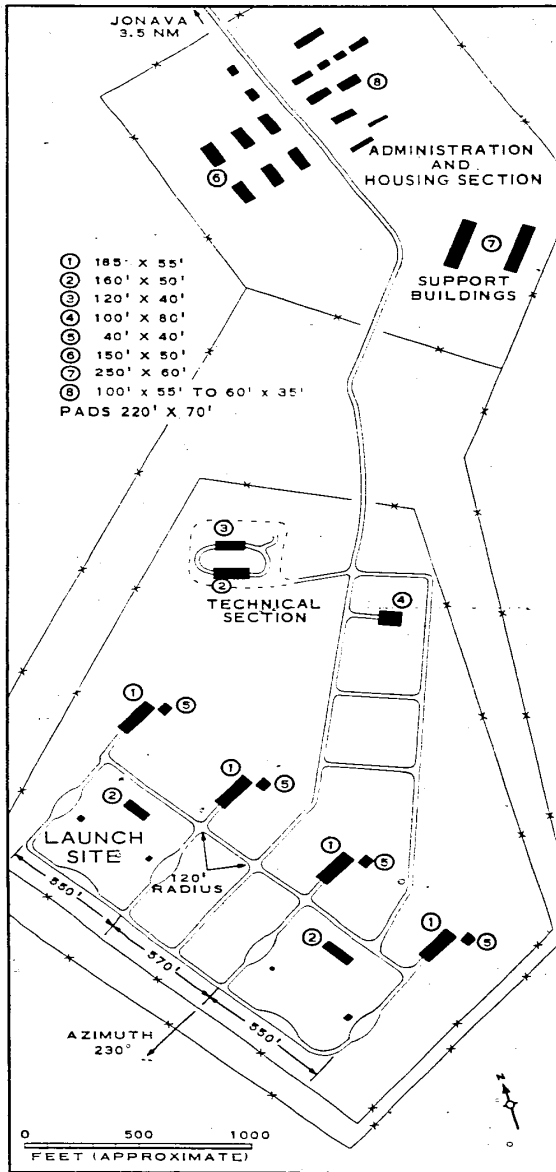 JONAVA
3.5 NM
8
ADMINISTRATION
AND
HOUSING SECTION
6
7
SUPPORT
BUILDINGS
1 185' X 55'
2 160' X 50'
3 120' X 40'
4 100' X 80'
5 40' X 40'
6 150' X 50'
7 250' X 60'
8 100' X 55' TO 60' X 35'
PADS 220' X 70'
3
2
TECHNICAL
SECTION
4
1
5
1
5
2
LAUNCH
SITE
120'
RADIUS
1
5
2
1
5
550'
570'
550'
AZIMUTH
230°
N
0 500 1000
FEET (APPROXIMATE)